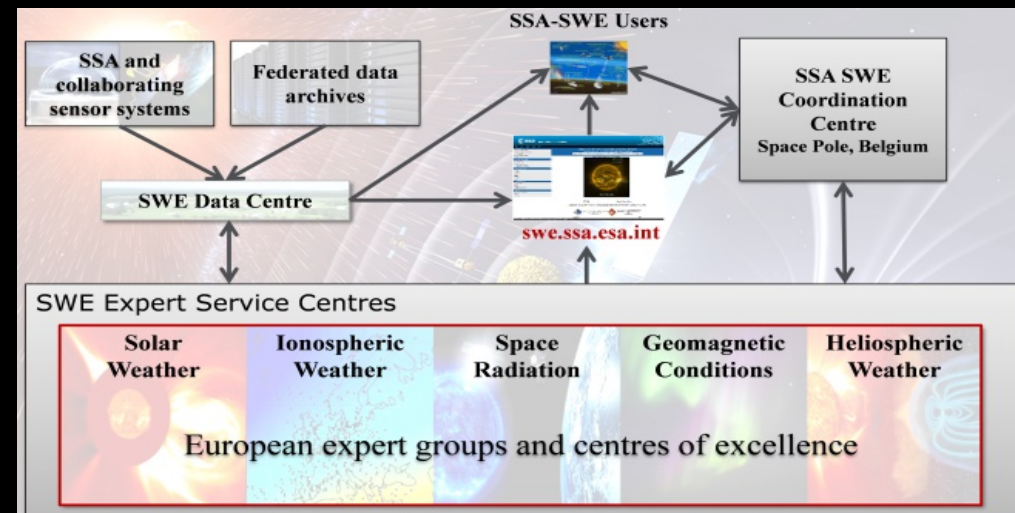 SSA-SWE Users
SSA and
collaborating
sensor systems
Federated data
archives
SSA SWE
Coordination
Centre
Space Pole, Belgium
SWE Data Centre
swe.ssa.esa.int
SWE Expert Service Centres
Solar
Weather
Ionospheric
Weather
Space
Radiation
Geomagnetic
Conditions
Heliospheric
Weather
European expert groups and centres of excellence